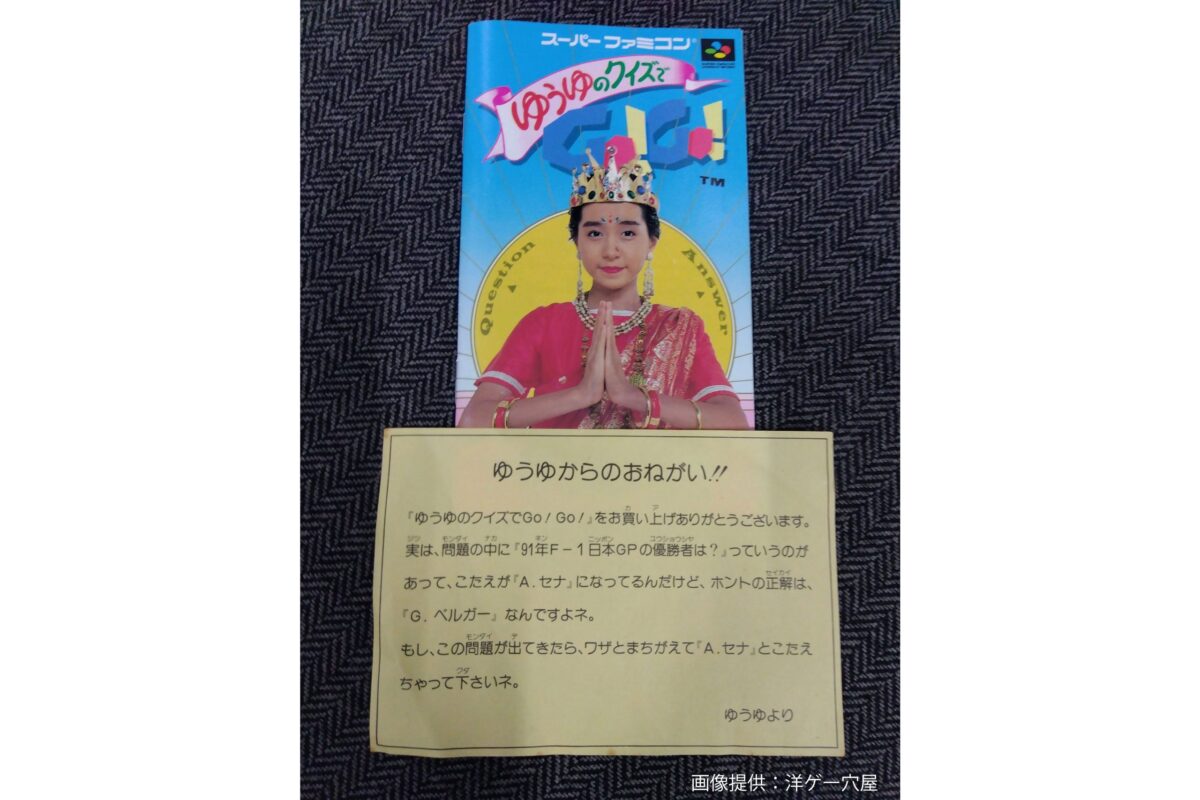 スーパーファミコン®
ゆうゆのクイズで
Go!Go!
TM
Question
Answer
ゆうゆからのおねがい!!
『ゆうゆのクイズでGo!Go!』をお買い上げありがとうございます。
実は、問題の中に『91年F-1日本GPの優勝者は?』っていうのが
あって、こたえが『A.セナ』になってるんだけど、ホントの正解は、
『G.ベルガー』なんですよネ。
もし、この問題が出てきたら、ワザとまちがえて『A.セナ』とこたえ
ちゃって下さいネ。
ゆうゆより
画像提供:洋ゲー穴屋